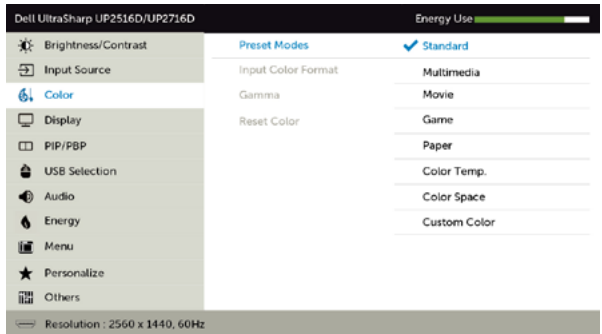 Dell UltraSharp UP2516D/UP2716D
Energy Use
Brightness/Contrast
Input Source
Color
Display
PIP/PBP
USB Selection
Audio
Energy
Menu
Personalize
Others
Preset Modes
Input Color Format
Gamma
Reset Color
Standard
Multimedia
Movie
Game
Paper
Color Temp.
Color Space
Custom Color
Resolution : 2560 x 1440, 60Hz